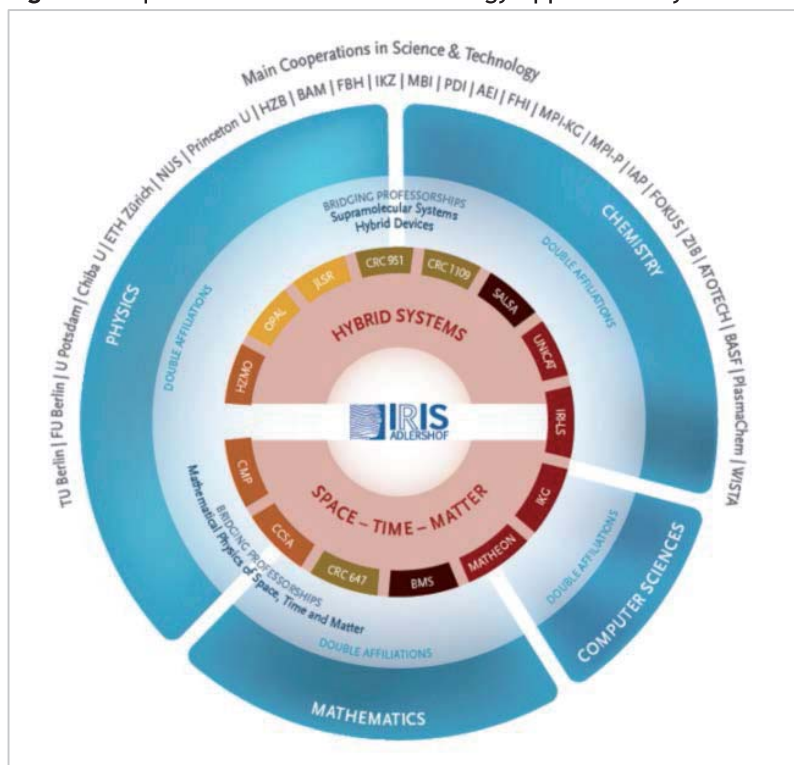 Main Cooperations in Science & Technology
TU Berlin | FU Berlin | U Potsdam | Chiba U | ETH Zürich | NUS | Princeton U | HZB | BAM | FBH | IKZ | MBI | PDI | AEI | FHI | MPI-KG | MPI-P | IAP | FOKUS | ZIB | ATOTECH | BASF | PlasmaChem | WISTA
PHYSICS
CHEMISTRY
COMPUTER SCIENCES
MATHEMATICS
BRIDGING PROFESSORSHIPS
Supramolecular Systems
Hybrid Devices
DOUBLE AFFILIATIONS
DOUBLE AFFILIATIONS
DOUBLE AFFILIATIONS
DOUBLE AFFILIATIONS
BRIDGING PROFESSORSHIPS
Mathematical Physics of Space, Time and Matter
HZMO
OPAL
JLSR
CRC 951
CRC 1109
SALSA
UNICAT
IRI-LS
IKG
MATHEON
BMS
CRC 647
CCSA
CMP
HYBRID SYSTEMS
IRIS
ADLERSHOF
SPACE – TIME – MATTER